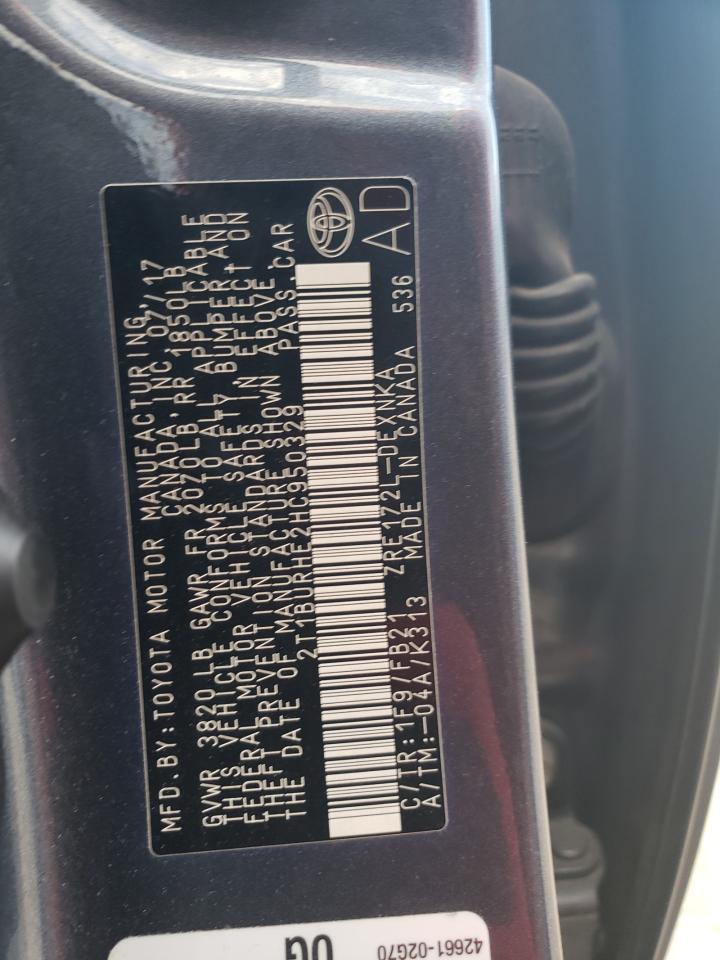 MFD.BY:TOYOTA MOTOR MANUFACTURING,
CANADA,INC.07/17
GVWR 3820 LB GAWR FR 2020LB,RR 1850LB
THIS VEHICLE CONFORMS TO ALL APPLICABLE
FEDERAL MOTOR VEHICLE SAFETY, BUMPER AND
THEFT PREVENTION STANDARDS IN EFFECT ON
THE DATE OF MANUFACTURE SHOWN ABOVE.
2T1BURHE2HC950329 PASS.CAR
C/TR:1F9/FB21 ZRE172L-DEXNKA
A/TM:-04A/K313 MADE IN CANADA 536
AD
42661-02G70
0G